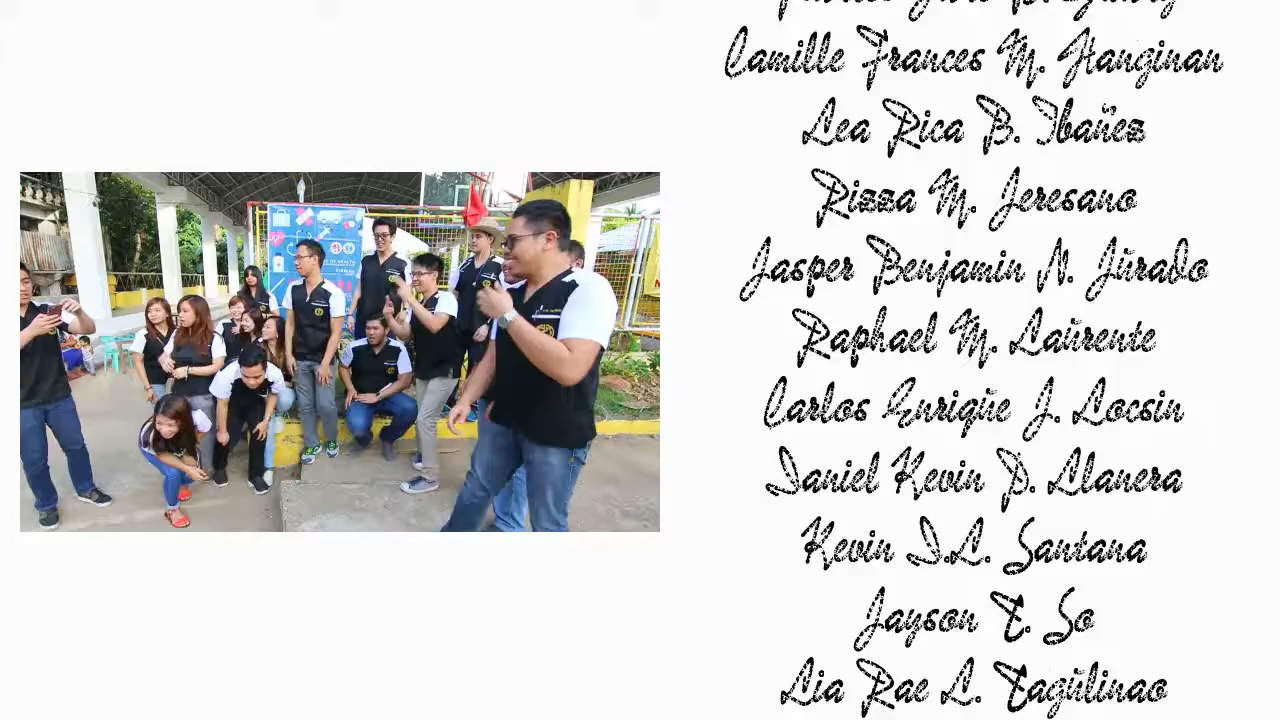 Camille Frances M. Hanginan
Lea Rica B. Ibañez
Rizza M. Jeresano
Jasper Benjamin N. Jurado
Raphael M. Laurente
Carlos Enrique J. Locsin
Daniel Kevin P. Llanera
Kevin D.L. Santana
Jayson T. So
Lia Rae L. Tagulinao